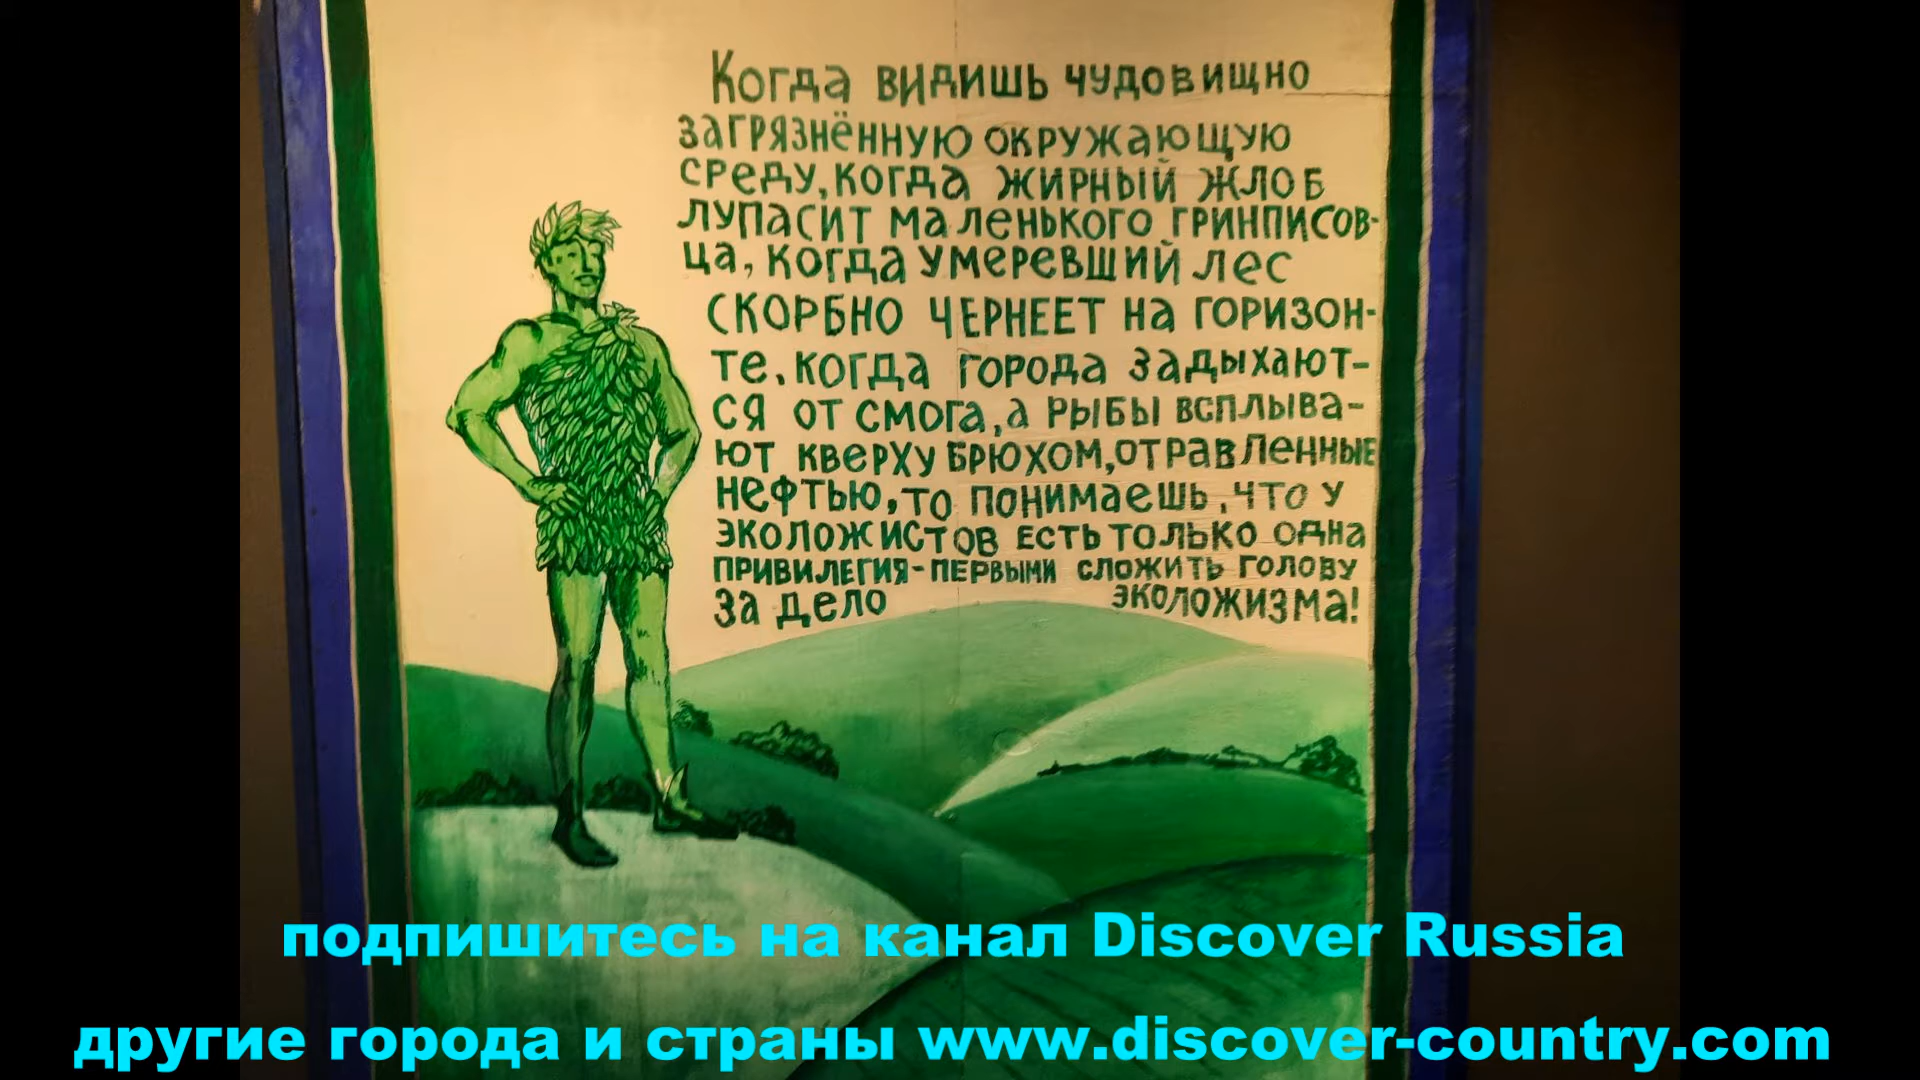 Когда видишь чудовищно
загрязнённую окружающую
среду, когда жирный жлоб
лупасит маленького гринписов-
ца, когда умеревший лес
скорбно чернеет на горизон-
те, когда города задыхают-
ся от смога, а рыбы всплыва-
ют кверху брюхом, отравленные
нефтью, то понимаешь, что у
эколожистов есть только одна
привилегия - первыми сложить голову
за дело эколожизма!
подпишитесь на канал Discover Russia
другие города и страны www.discover-country.com